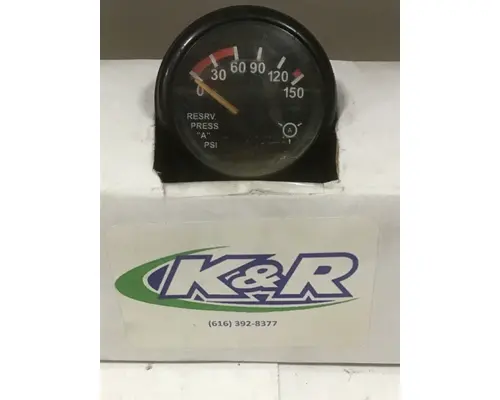 0 30 60 90 120 150
RESRV
PRESS
"A"
PSI
A
K&R
(616) 392-8377